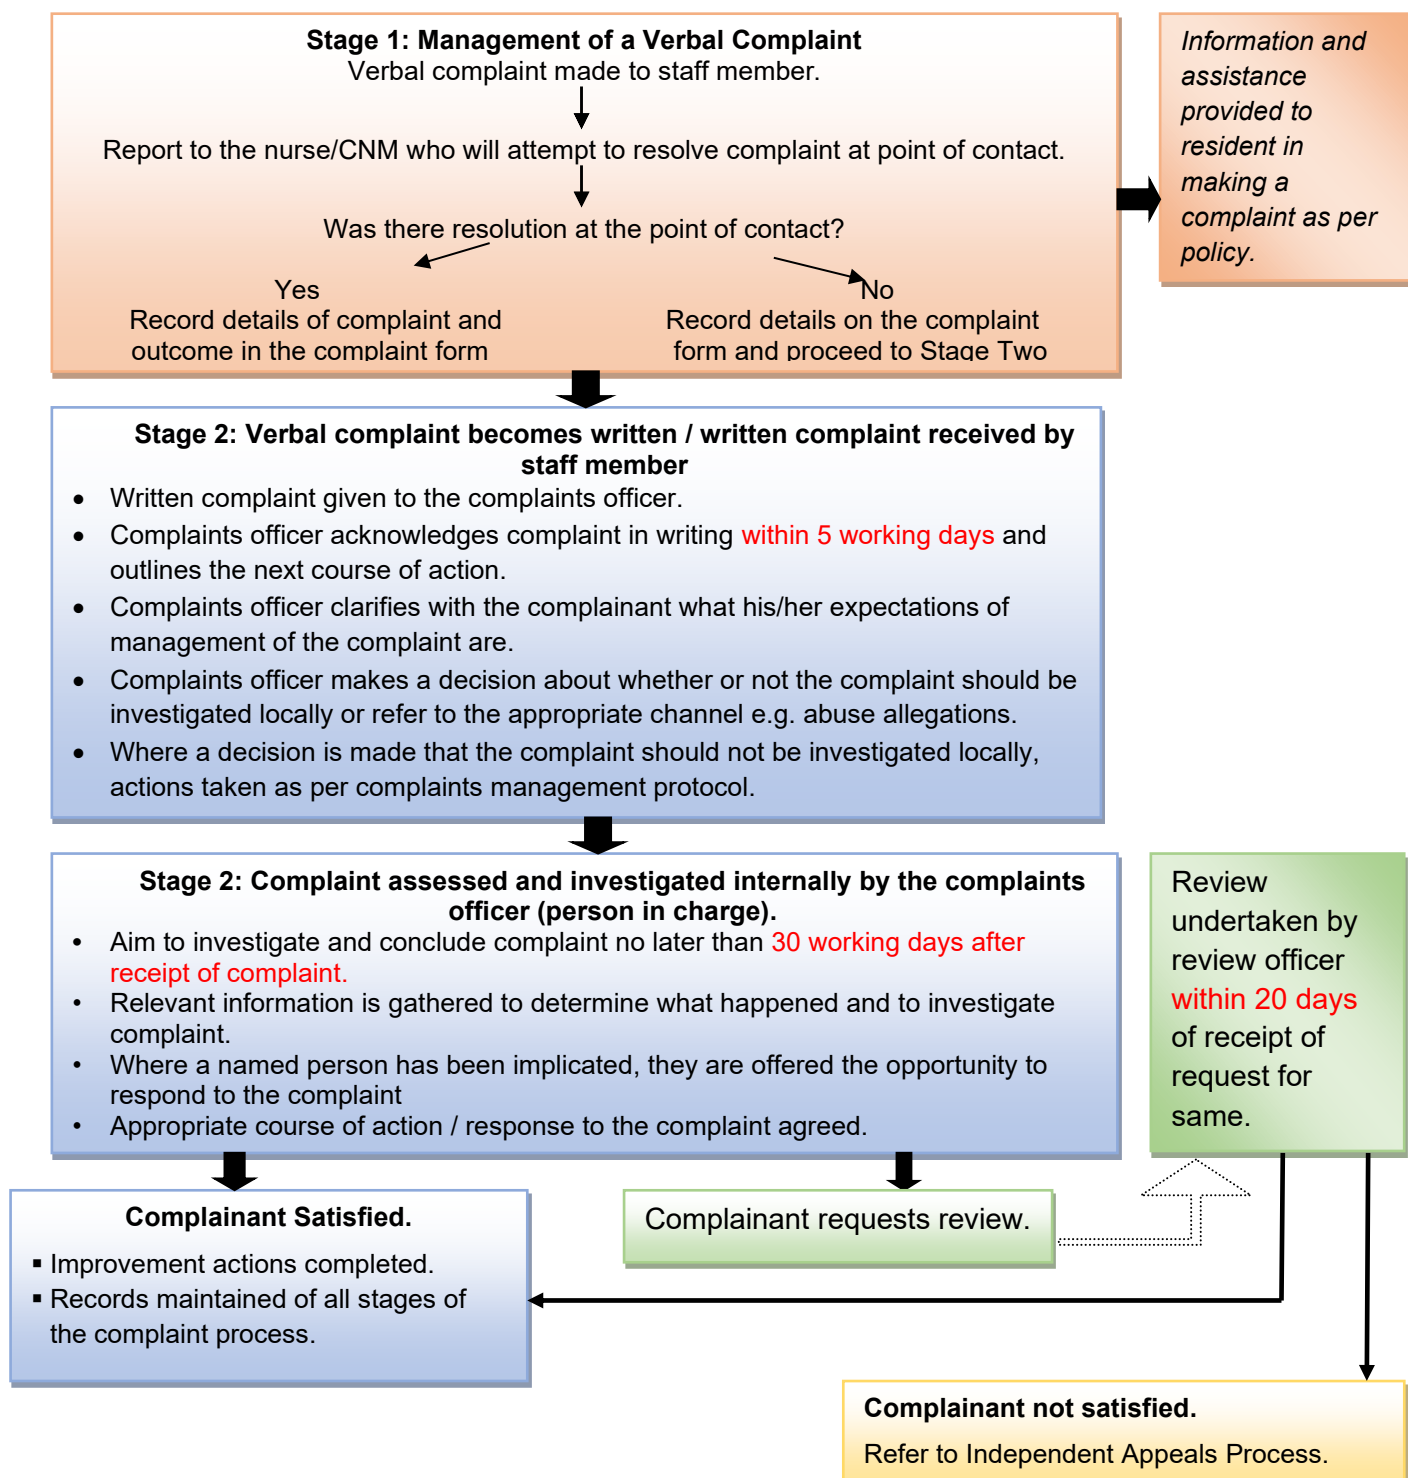 Stage 1: Management of a Verbal Complaint
Verbal complaint made to staff member.
Report to the nurse/CNM who will attempt to resolve complaint at point of contact.
Was there resolution at the point of contact?
Yes
Record details of complaint and
outcome in the complaint form
No
Record details on the complaint
form and proceed to Stage Two
Information and
assistance
provided to
resident in
making a
complaint as per
policy.
Stage 2: Verbal complaint becomes written / written complaint received by
staff member
• Written complaint given to the complaints officer.
• Complaints officer acknowledges complaint in writing within 5 working days and
outlines the next course of action.
• Complaints officer clarifies with the complainant what his/her expectations of
management of the complaint are.
• Complaints officer makes a decision about whether or not the complaint should be
investigated locally or refer to the appropriate channel e.g. abuse allegations.
• Where a decision is made that the complaint should not be investigated locally,
actions taken as per complaints management protocol.
Stage 2: Complaint assessed and investigated internally by the complaints
officer (person in charge).
• Aim to investigate and conclude complaint no later than 30 working days after
receipt of complaint.
• Relevant information is gathered to determine what happened and to investigate
complaint.
• Where a named person has been implicated, they are offered the opportunity to
respond to the complaint
• Appropriate course of action / response to the complaint agreed.
Review
undertaken by
review officer
within 20 days
of receipt of
request for
same.
Complainant Satisfied.
▪ Improvement actions completed.
▪ Records maintained of all stages of
the complaint process.
Complainant requests review.
Complainant not satisfied.
Refer to Independent Appeals Process.